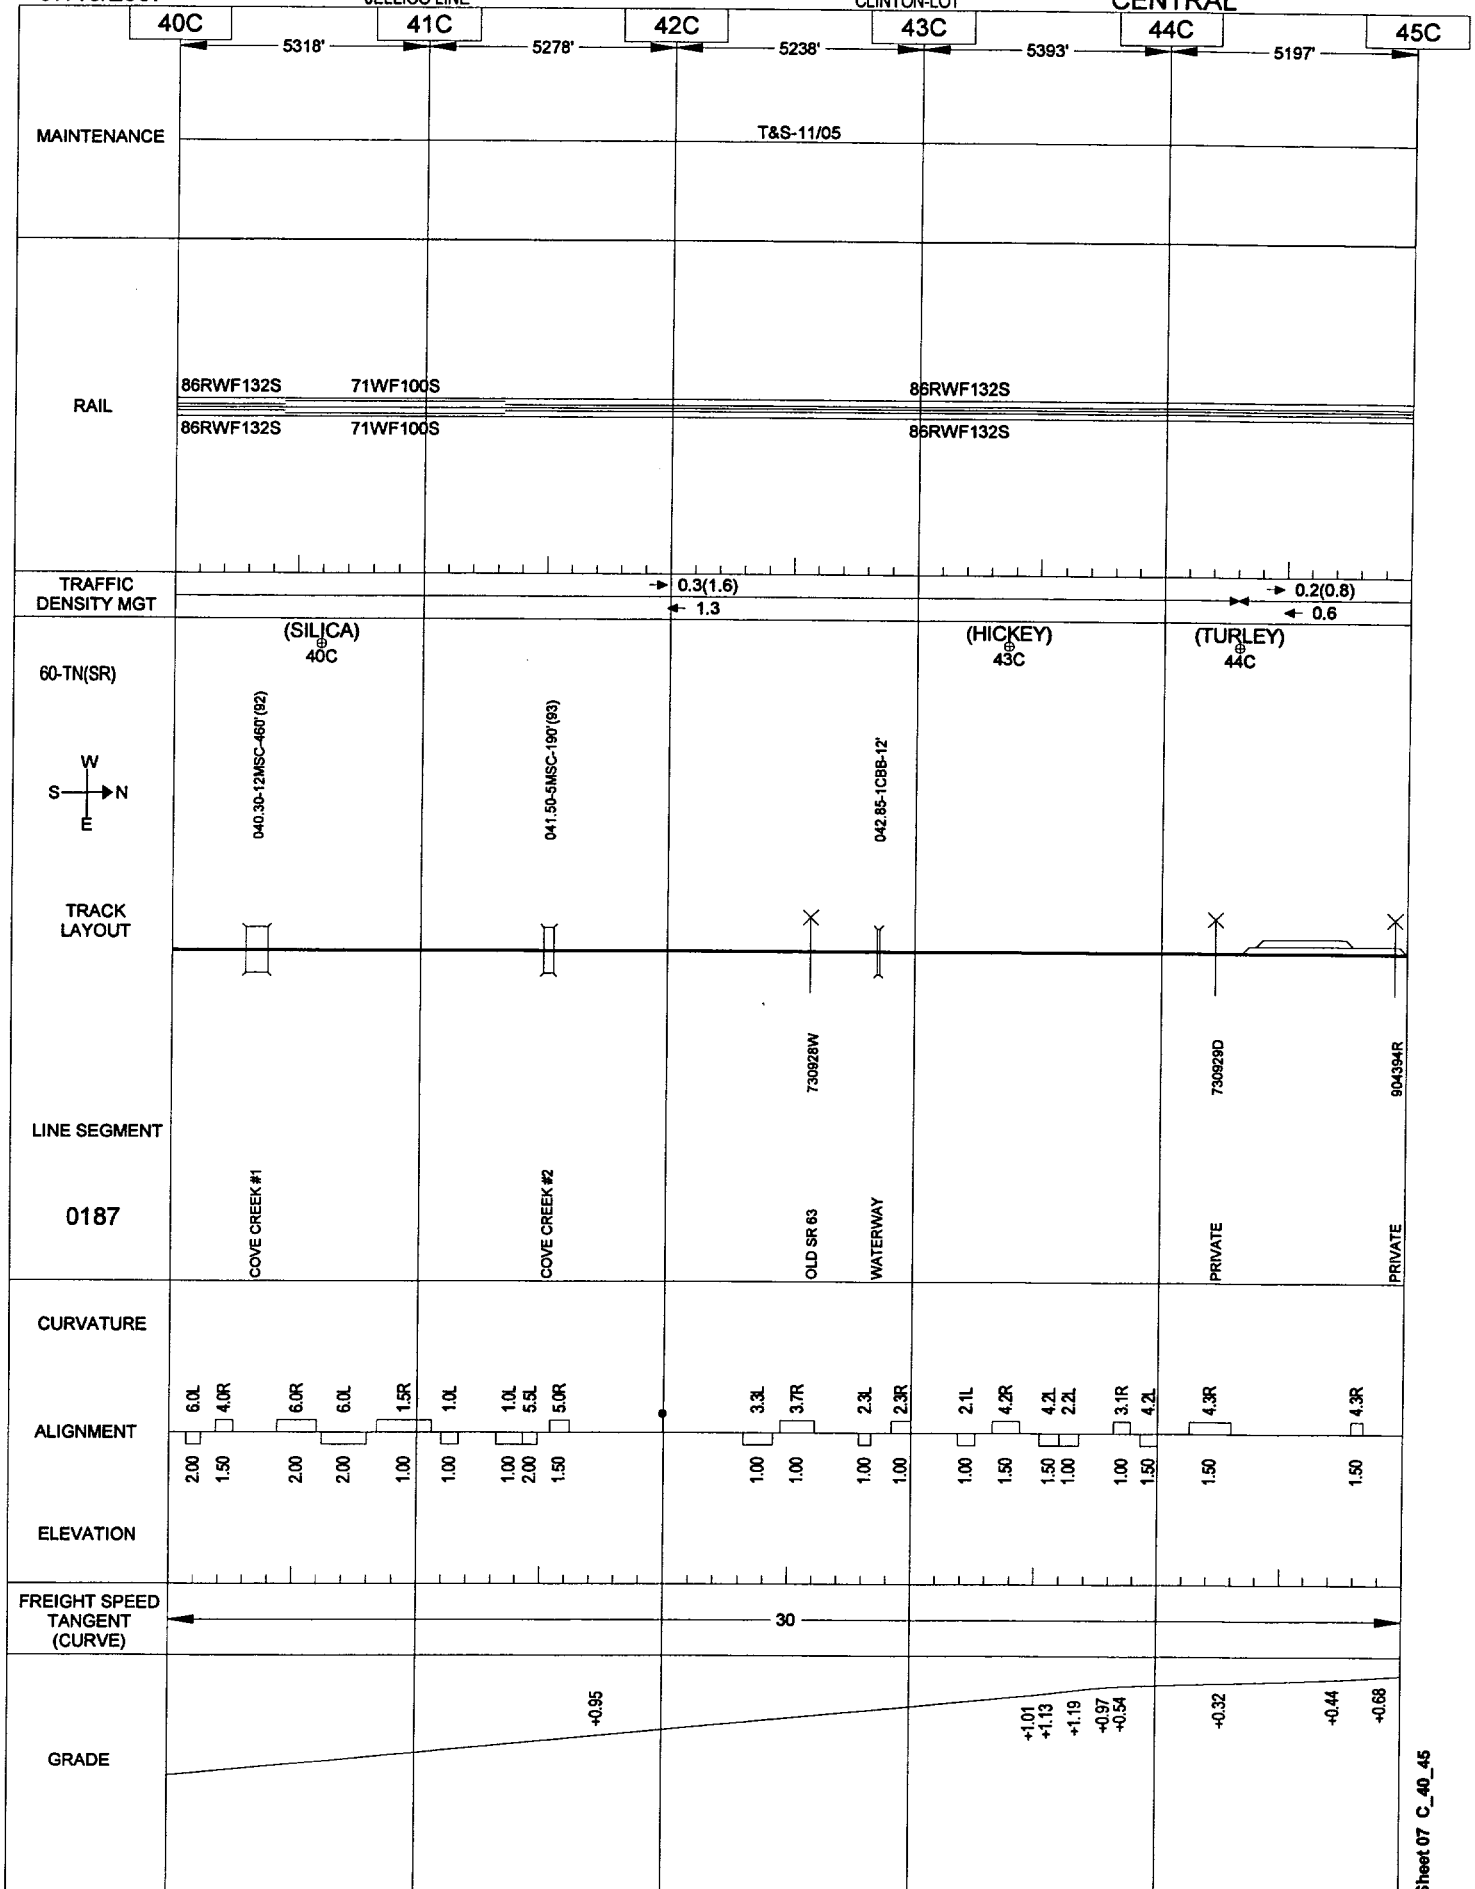 JELLICO LINE
CLINTON-LOT
CENTRAL
40C 41C 42C 43C 44C 45C
5318' 5278' 5238' 5393' 5197'
MAINTENANCE
T&S-11/05
86RWF132S 71WF100S 86RWF132S
RAIL
86RWF132S 71WF100S 86RWF132S
TRAFFIC
DENSITY MGT
0.3(1.6) 0.2(0.8)
1.3 0.6
(SILICA) (HICKEY) (TURLEY)
40C 43C 44C
60-TN(SR)
040.30-12MSC-460'(92)
041.50-5MSC-190'(93)
042.85-1CBB-12'
W
S N
E
TRACK
LAYOUT
730928W
730929D
904394R
LINE SEGMENT
0187
COVE CREEK #1
COVE CREEK #2
OLD SR 63
WATERWAY
PRIVATE
PRIVATE
CURVATURE
6.0L 4.0R 6.0R 6.0L 1.5R 1.0L 1.0L 5.5L 5.0R 3.3L 3.7R 2.3L 2.3R 2.1L 4.2R 4.2L 2.2L 3.1R 4.2L 4.3R 4.3R
ALIGNMENT
2.00 1.50 2.00 2.00 1.00 1.00 1.00 2.00 1.50 1.00 1.00 1.00 1.00 1.00 1.50 1.50 1.00 1.00 1.50 1.50 1.50
ELEVATION
FREIGHT SPEED
TANGENT
(CURVE)
30
+0.95 +1.01 +1.13 +1.19 +0.97 +0.54 +0.32 +0.44 +0.68
GRADE
Sheet 07 C_40_45